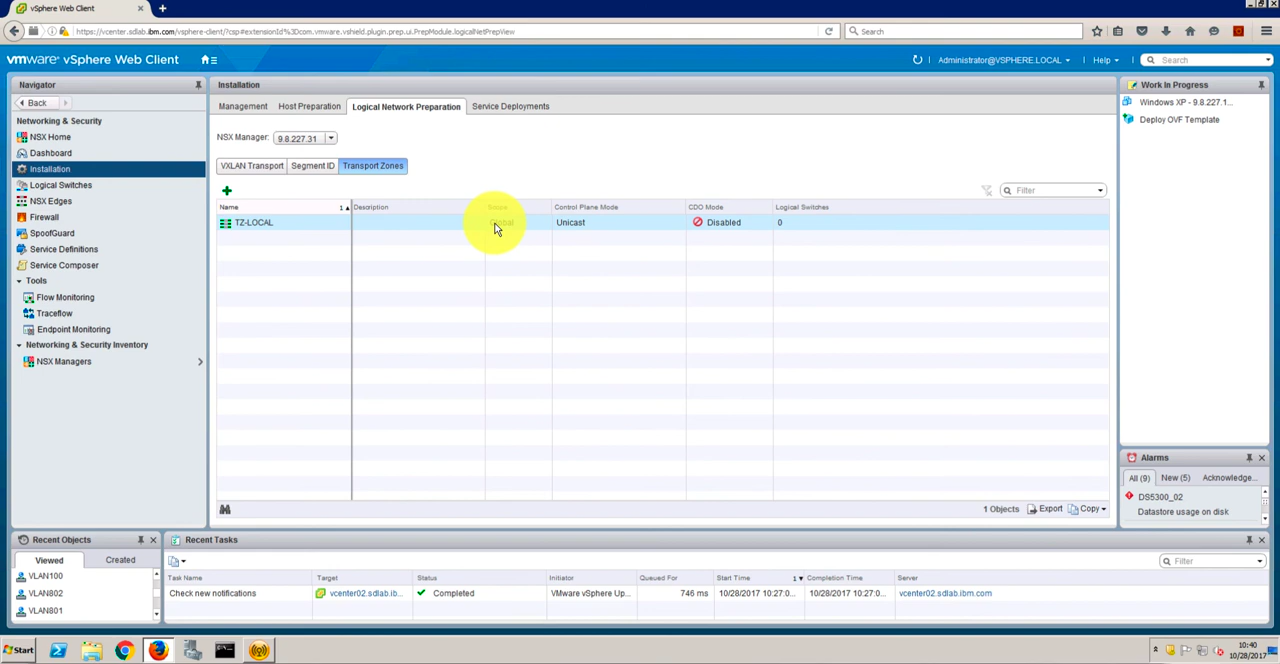 vSphere Web Client
https://vcenter.sdlab.ibm.com/vsphere-client/?csp#extensionId%3Dcom.vmware.vshield.plugin.prep.ui.PrepModule.logicalNetPrepView
Search
vmware® vSphere Web Client
Administrator@VSPHERE.LOCAL
Help
Search
Navigator
Back
Networking & Security
NSX Home
Dashboard
Installation
Logical Switches
NSX Edges
Firewall
SpoofGuard
Service Definitions
Service Composer
Tools
Flow Monitoring
Traceflow
Endpoint Monitoring
Networking & Security Inventory
NSX Managers
Installation
Management Host Preparation Logical Network Preparation Service Deployments
NSX Manager: 9.8.227.31
VXLAN Transport Segment ID Transport Zones
Filter
Name 1 Description Scope Control Plane Mode CDO Mode Logical Switches
TZ-LOCAL Global Unicast Disabled 0
1 Objects Export Copy
Work In Progress
Windows XP - 9.8.227.1...
Deploy OVF Template
Alarms
All (9) New (5) Acknowledge...
DS5300_02
Datastore usage on disk
Recent Objects
Viewed Created
VLAN100
VLAN802
VLAN801
Recent Tasks
Filter
Task Name Target Status Initiator Queued For Start Time 1 Completion Time Server
Check new notifications vcenter02.sdlab.ib... Completed VMware vSphere Up... 746 ms 10/28/2017 10:27:0... 10/28/2017 10:27:0... vcenter02.sdlab.ibm.com
Start
10:40
10/28/2017